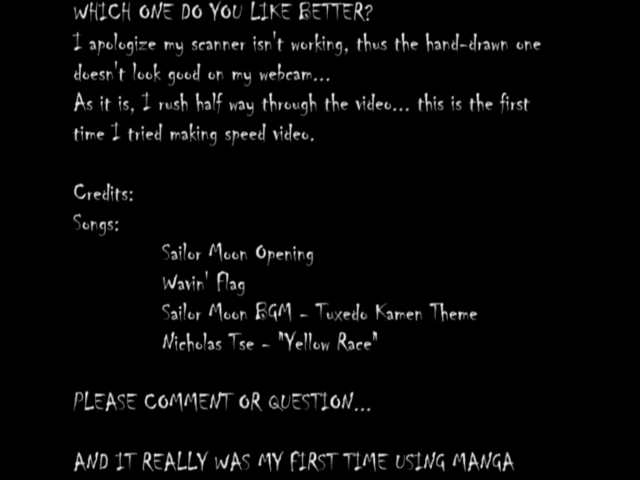 WHICH ONE DO YOU LIKE BETTER?
I apologize my scanner isn't working, thus the hand-drawn one
doesn't look good on my webcam...
As it is, I rush half way through the video... this is the first
time I tried making speed video.
Credits:
Songs:
Sailor Moon Opening
Wavin' Flag
Sailor Moon BGM - Tuxedo Kamen Theme
Nicholas Tse - "Yellow Race"
PLEASE COMMENT OR QUESTION...
AND IT REALLY WAS MY FIRST TIME USING MANGA